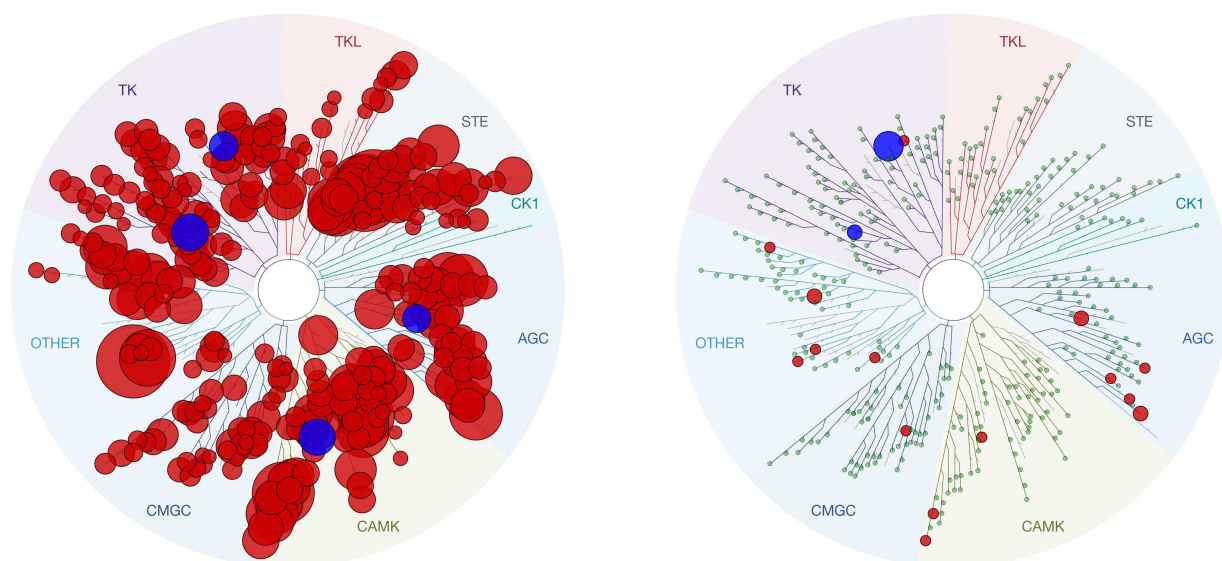 TKL
TK
STE
CK1
OTHER
AGC
CMGC
CAMK
TKL
TK
STE
CK1
OTHER
AGC
CMGC
CAMK